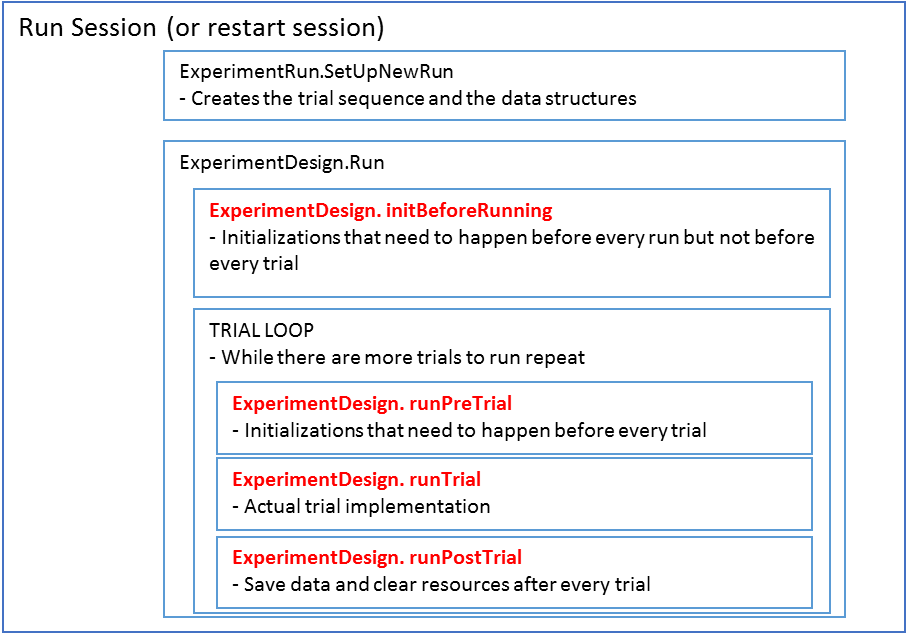 Run Session (or restart session)
ExperimentRun.SetUpNewRun
- Creates the trial sequence and the data structures
ExperimentDesign.Run
ExperimentDesign. initBeforeRunning
- Initializations that need to happen before every run but not before
every trial
TRIAL LOOP
- While there are more trials to run repeat
ExperimentDesign. runPreTrial
- Initializations that need to happen before every trial
ExperimentDesign. runTrial
- Actual trial implementation
ExperimentDesign. runPostTrial
- Save data and clear resources after every trial